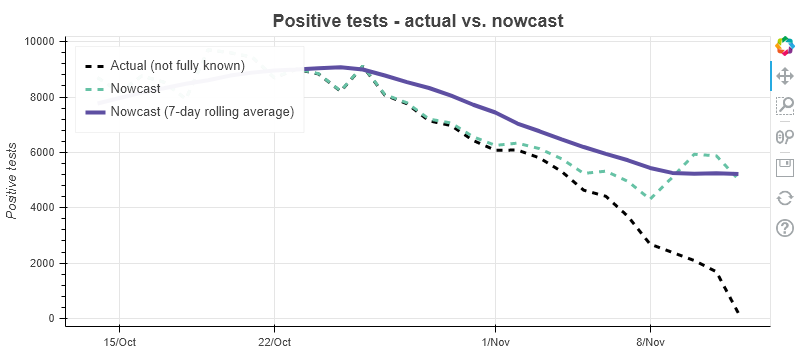 Positive tests - actual vs. nowcast
10000
8000
6000
4000
2000
0
Positive tests
Actual (not fully known)
Nowcast
Nowcast (7-day rolling average)
15/Oct
22/Oct
1/Nov
8/Nov